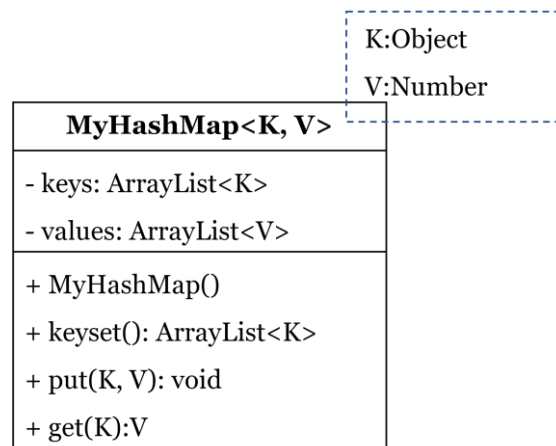 K:Object
V:Number
MyHashMap<K, V>
- keys: ArrayList<K>
- values: ArrayList<V>
+ MyHashMap()
+ keyset(): ArrayList<K>
+ put(K, V): void
+ get(K):V